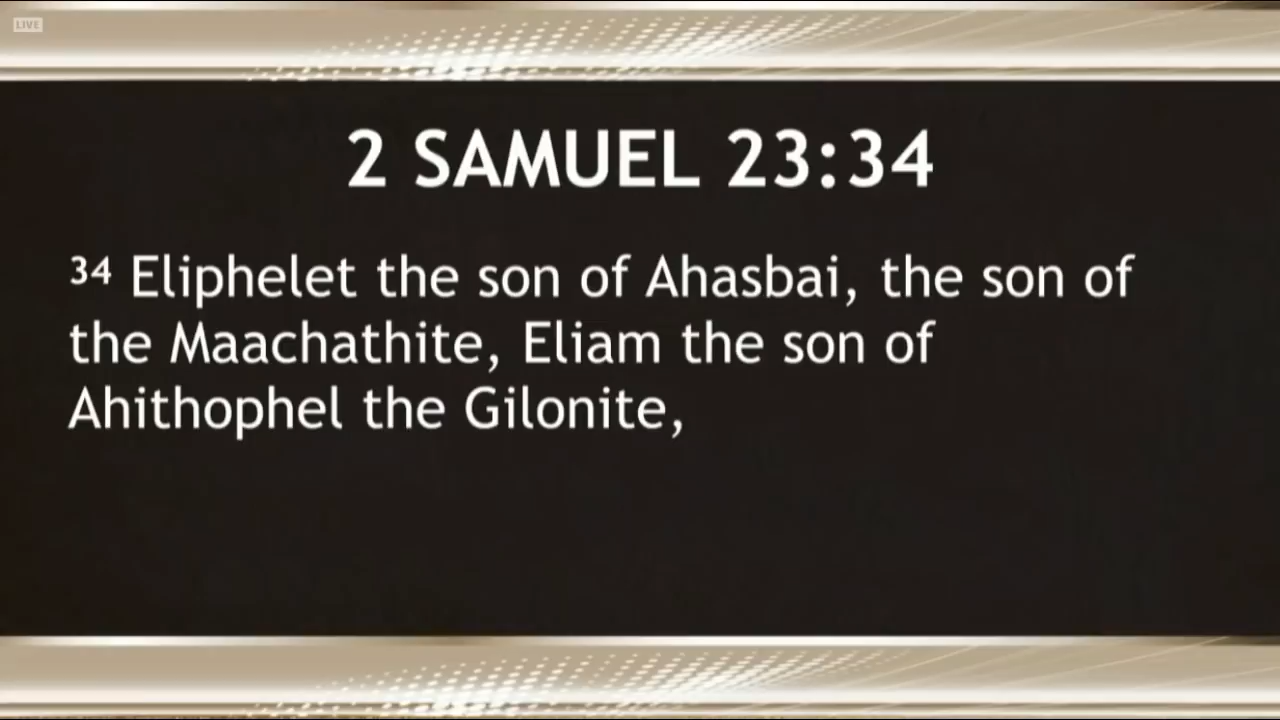 LIVE
2 SAMUEL 23:34
34 Eliphelet the son of Ahasbai, the son of
the Maachathite, Eliam the son of
Ahithophel the Gilonite,